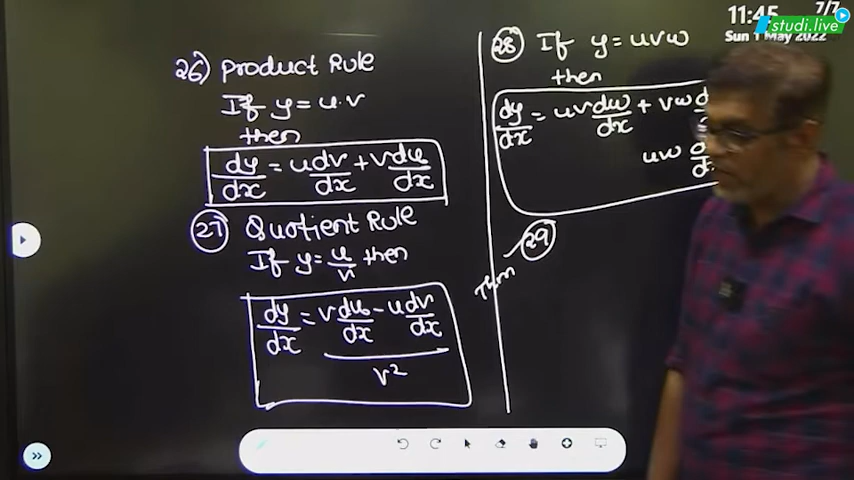 11:45
7/7
studi.live
Sun 1 May 2022
26) Product Rule
If y = u.v
then
dy/dx = u dv/dx + v du/dx
27 Quotient Rule
If y = u/v then
dy/dx = v du/dx - u dv/dx
v²
28 If y = uvw
then
dy/dx = uv dw/dx + vw d
uw d
d
29